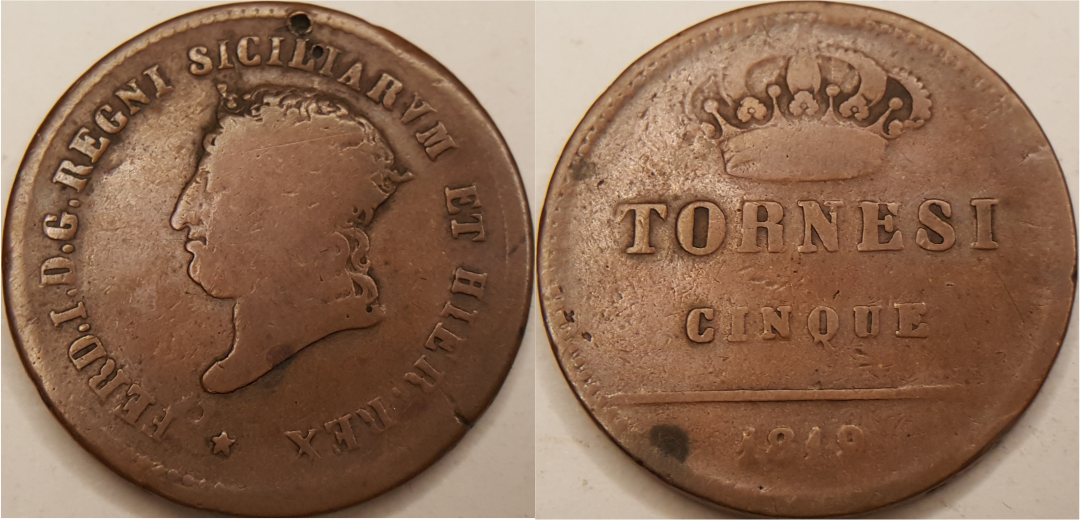 FERD.I.D.G.REGNI SICILIARVM ET HIER.REX
TORNESI
CINQUE
1819